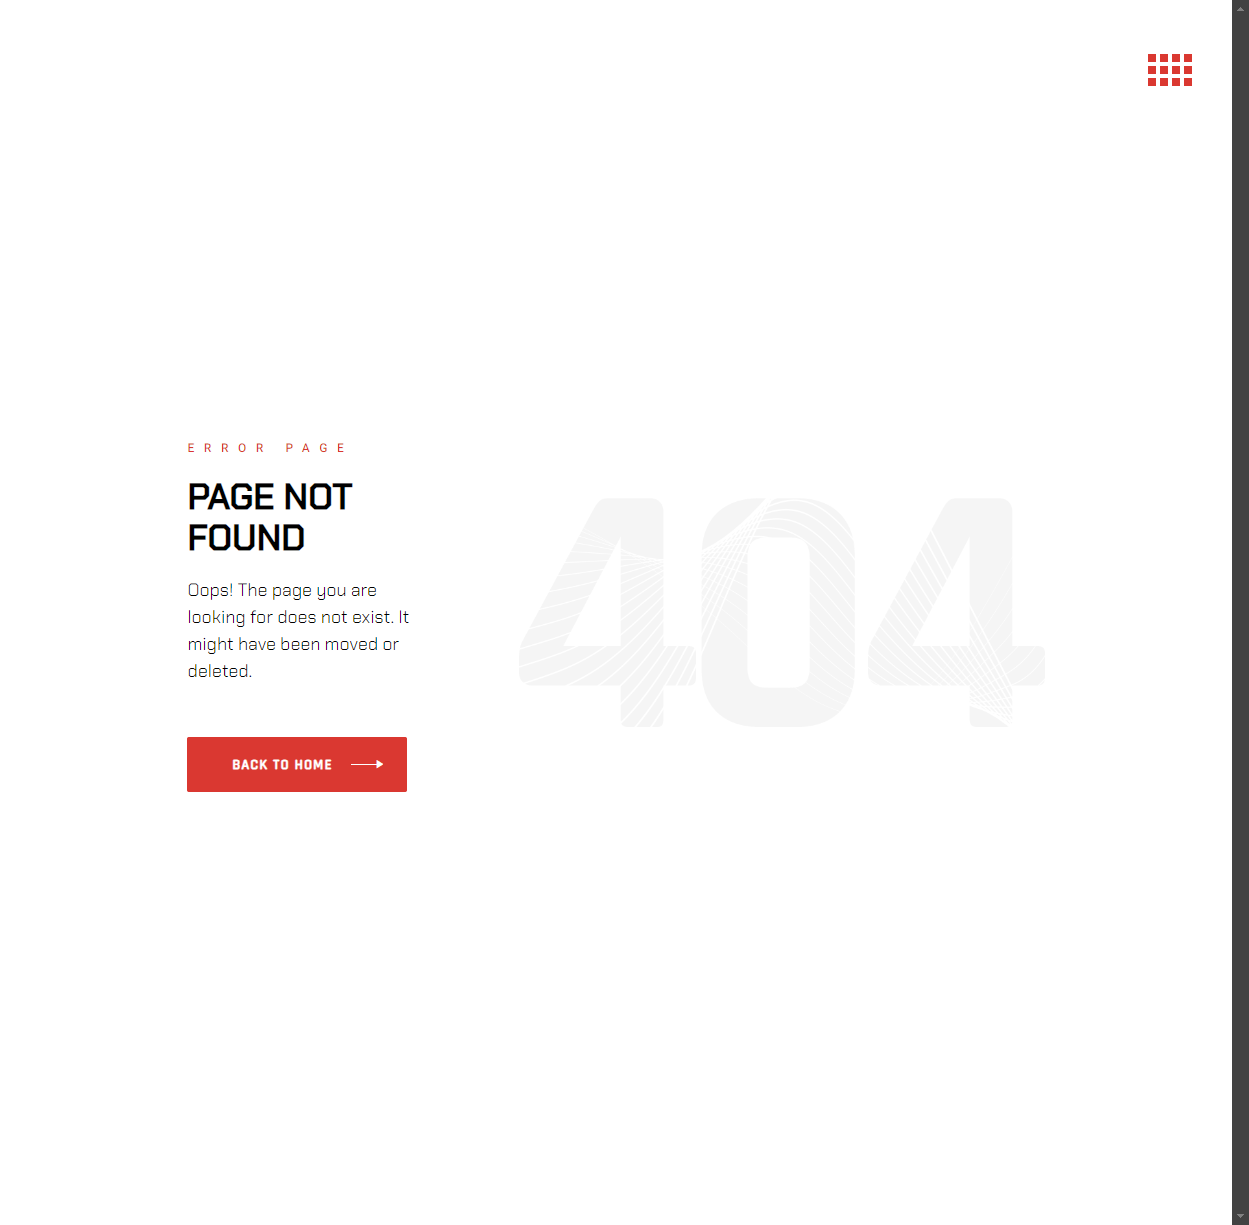 ERROR PAGE
PAGE NOT
FOUND
Oops! The page you are
looking for does not exist. It
might have been moved or
deleted.
404
BACK TO HOME